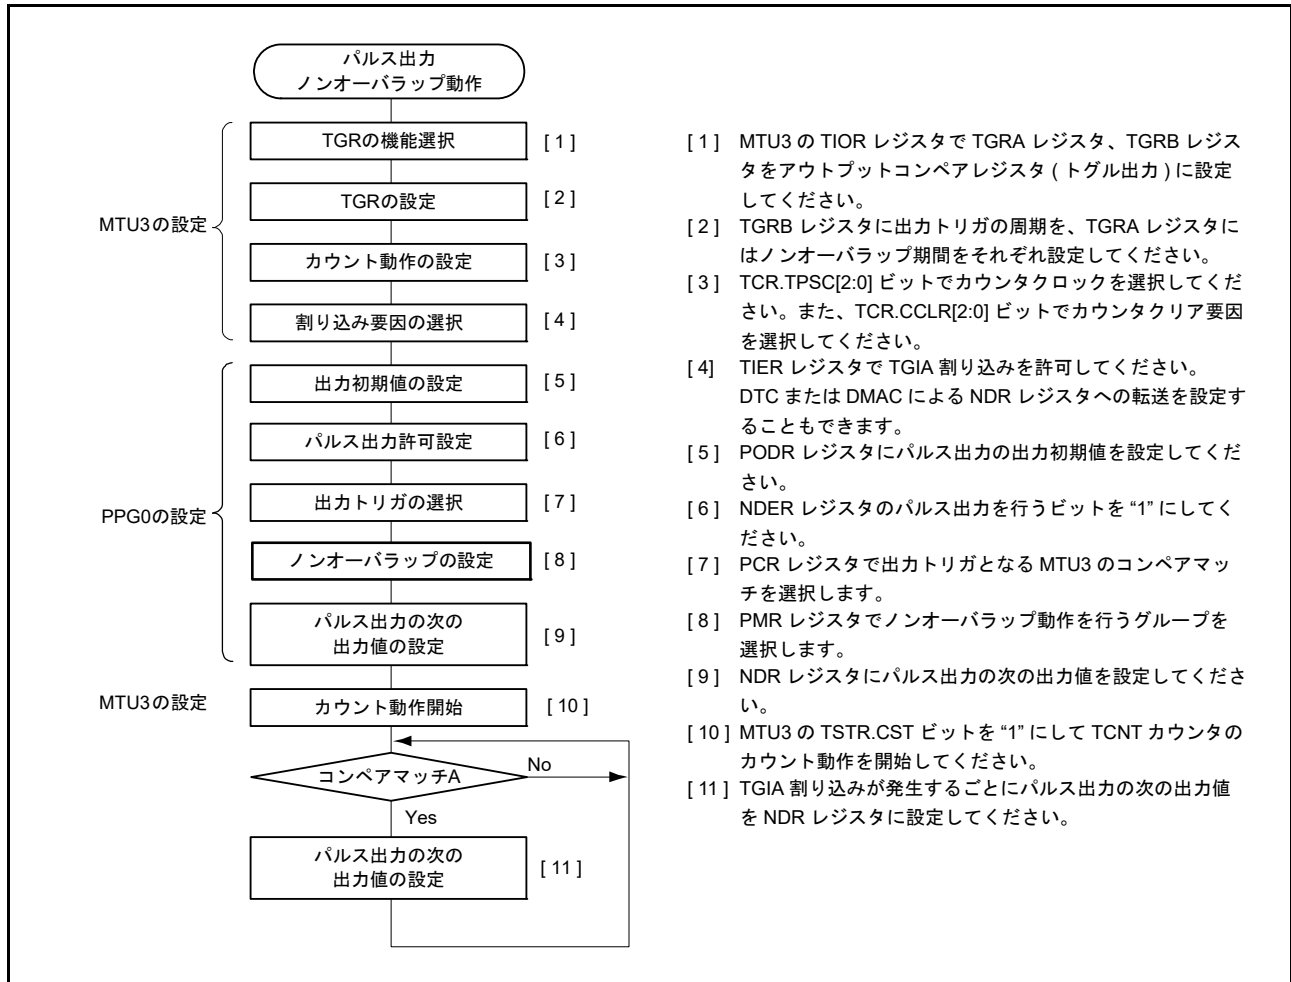 パルス出力
ノンオーバラップ動作
MTU3の設定
TGRの機能選択 [ 1 ]
TGRの設定 [ 2 ]
カウント動作の設定 [ 3 ]
割り込み要因の選択 [ 4 ]
PPG0の設定
出力初期値の設定 [ 5 ]
パルス出力許可設定 [ 6 ]
出力トリガの選択 [ 7 ]
ノンオーバラップの設定 [ 8 ]
パルス出力の次の
出力値の設定 [ 9 ]
MTU3の設定
カウント動作開始 [ 10 ]
コンペアマッチA No
Yes
パルス出力の次の
出力値の設定 [ 11 ]
[ 1 ] MTU3 の TIOR レジスタで TGRA レジスタ、TGRB レジス
タをアウトプットコンペアレジスタ ( トグル出力 ) に設定
してください。
[ 2 ] TGRB レジスタに出力トリガの周期を、TGRA レジスタに
はノンオーバラップ期間をそれぞれ設定してください。
[ 3 ] TCR.TPSC[2:0] ビットでカウンタクロックを選択してくだ
さい。また、TCR.CCLR[2:0] ビットでカウンタクリア要因
を選択してください。
[ 4] TIER レジスタで TGIA 割り込みを許可してください。
DTC または DMAC による NDR レジスタへの転送を設定す
ることもできます。
[ 5 ] PODR レジスタにパルス出力の出力初期値を設定してくだ
さい。
[ 6 ] NDER レジスタのパルス出力を行うビットを “1” にしてく
ださい。
[ 7 ] PCR レジスタで出力トリガとなる MTU3 のコンペアマッ
チを選択します。
[ 8 ] PMR レジスタでノンオーバラップ動作を行うグループを
選択します。
[ 9 ] NDR レジスタにパルス出力の次の出力値を設定してくださ
い。
[ 10 ] MTU3 の TSTR.CST ビットを “1” にして TCNT カウンタの
カウント動作を開始してください。
[ 11 ] TGIA 割り込みが発生するごとにパルス出力の次の出力値
を NDR レジスタに設定してください。